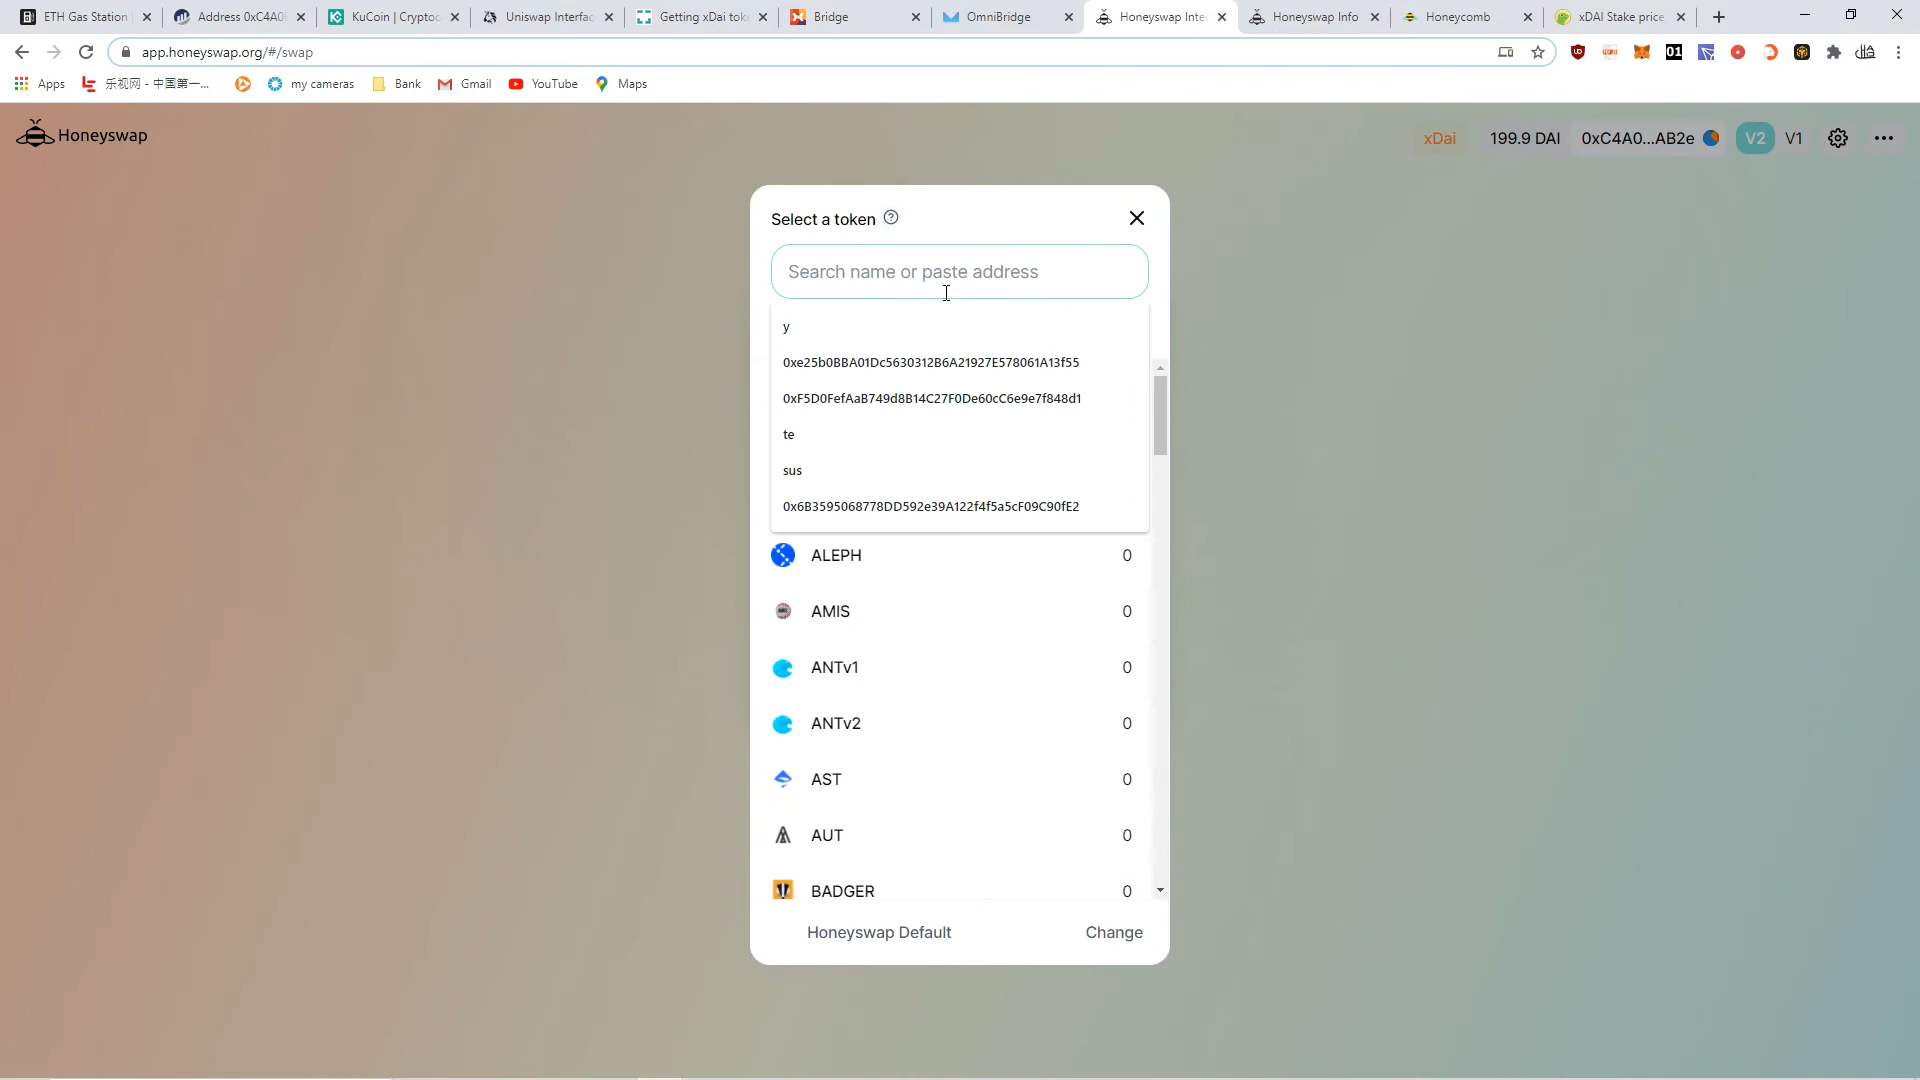 ETH Gas Station
Address 0xC4A0
KuCoin | Cryptoc
Uniswap Interfac
Getting xDai tok
Bridge
OmniBridge
Honeyswap Inter
Honeyswap Info
Honeycomb
xDAI Stake price,
app.honeyswap.org/#/swap
Apps
乐视网 - 中国第一...
my cameras
Bank
Gmail
YouTube
Maps
Honeyswap
xDai
199.9 DAI
0xC4A0...AB2e
V2
V1
Select a token
Search name or paste address
y
0xe25b0BBA01Dc5630312B6A21927E578061A13f55
0xF5D0FefAaB749d8B14C27F0De60cC6e9e7f848d1
te
sus
0x6B3595068778DD592e39A122f4f5a5cF09C90fE2
ALEPH 0
AMIS 0
ANTv1 0
ANTv2 0
AST 0
AUT 0
BADGER 0
Honeyswap Default
Change